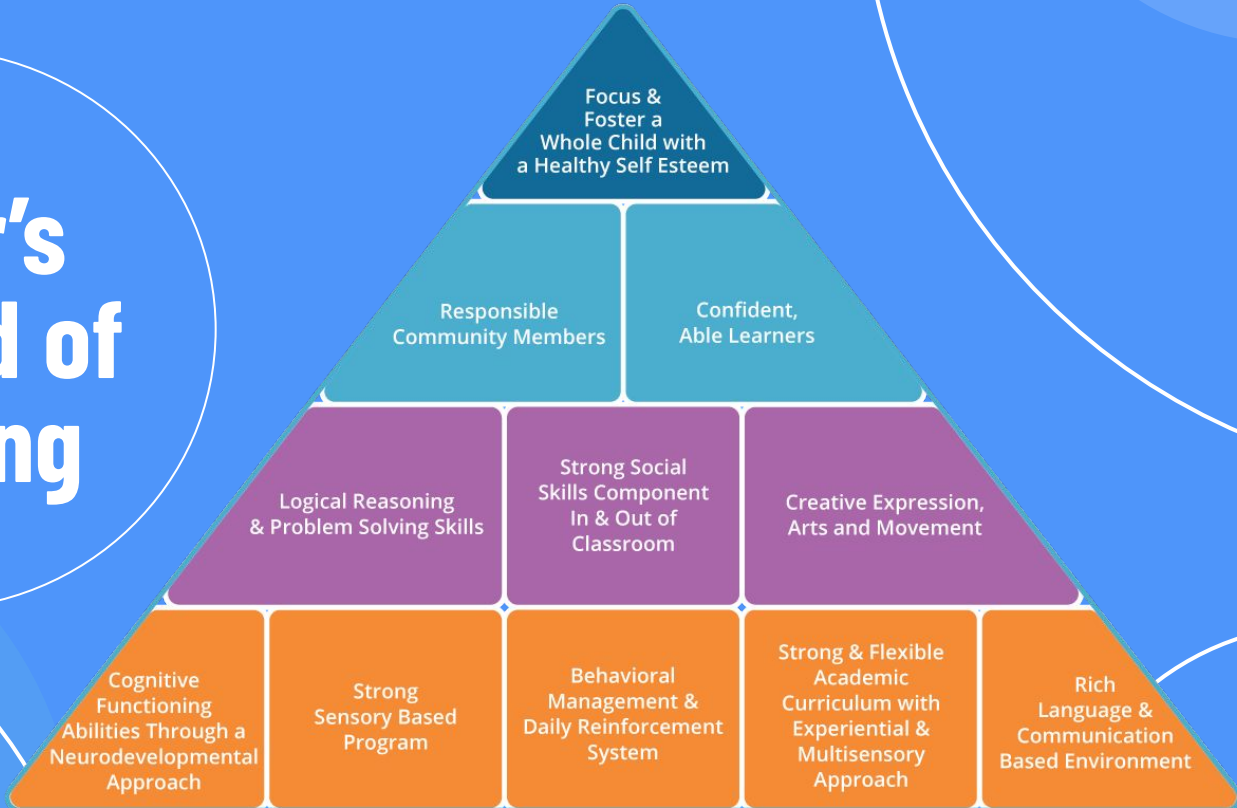 Focus &
Foster a
Whole Child with
a Healthy Self Esteem
Responsible
Community Members
Confident,
Able Learners
Logical Reasoning
& Problem Solving Skills
Strong Social
Skills Component
In & Out of
Classroom
Creative Expression,
Arts and Movement
Cognitive
Functioning
Abilities Through a
Neurodevelopmental
Approach
Strong
Sensory Based
Program
Behavioral
Management &
Daily Reinforcement
System
Strong & Flexible
Academic
Curriculum with
Experiential &
Multisensory
Approach
Rich
Language &
Communication
Based Environment
of